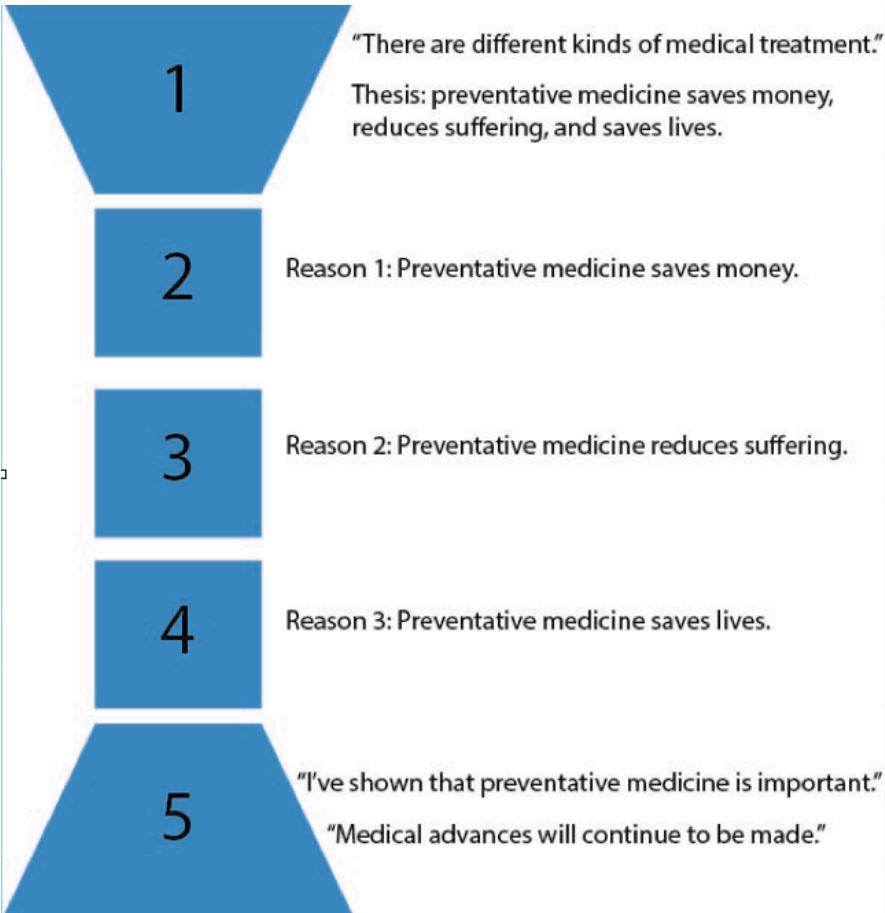 1
“There are different kinds of medical treatment.”
Thesis: preventative medicine saves money,
reduces suffering, and saves lives.
2
Reason 1: Preventative medicine saves money.
3
Reason 2: Preventative medicine reduces suffering.
4
Reason 3: Preventative medicine saves lives.
5
“I’ve shown that preventative medicine is important.”
“Medical advances will continue to be made.”